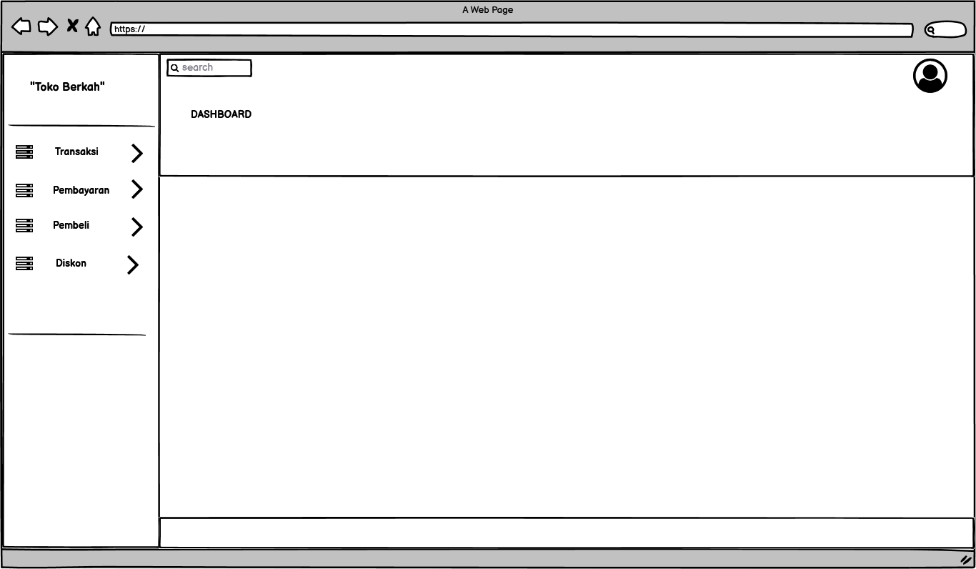 A Web Page
https://
"Toko Berkah"
search
DASHBOARD
Transaksi
Pembayaran
Pembeli
Diskon